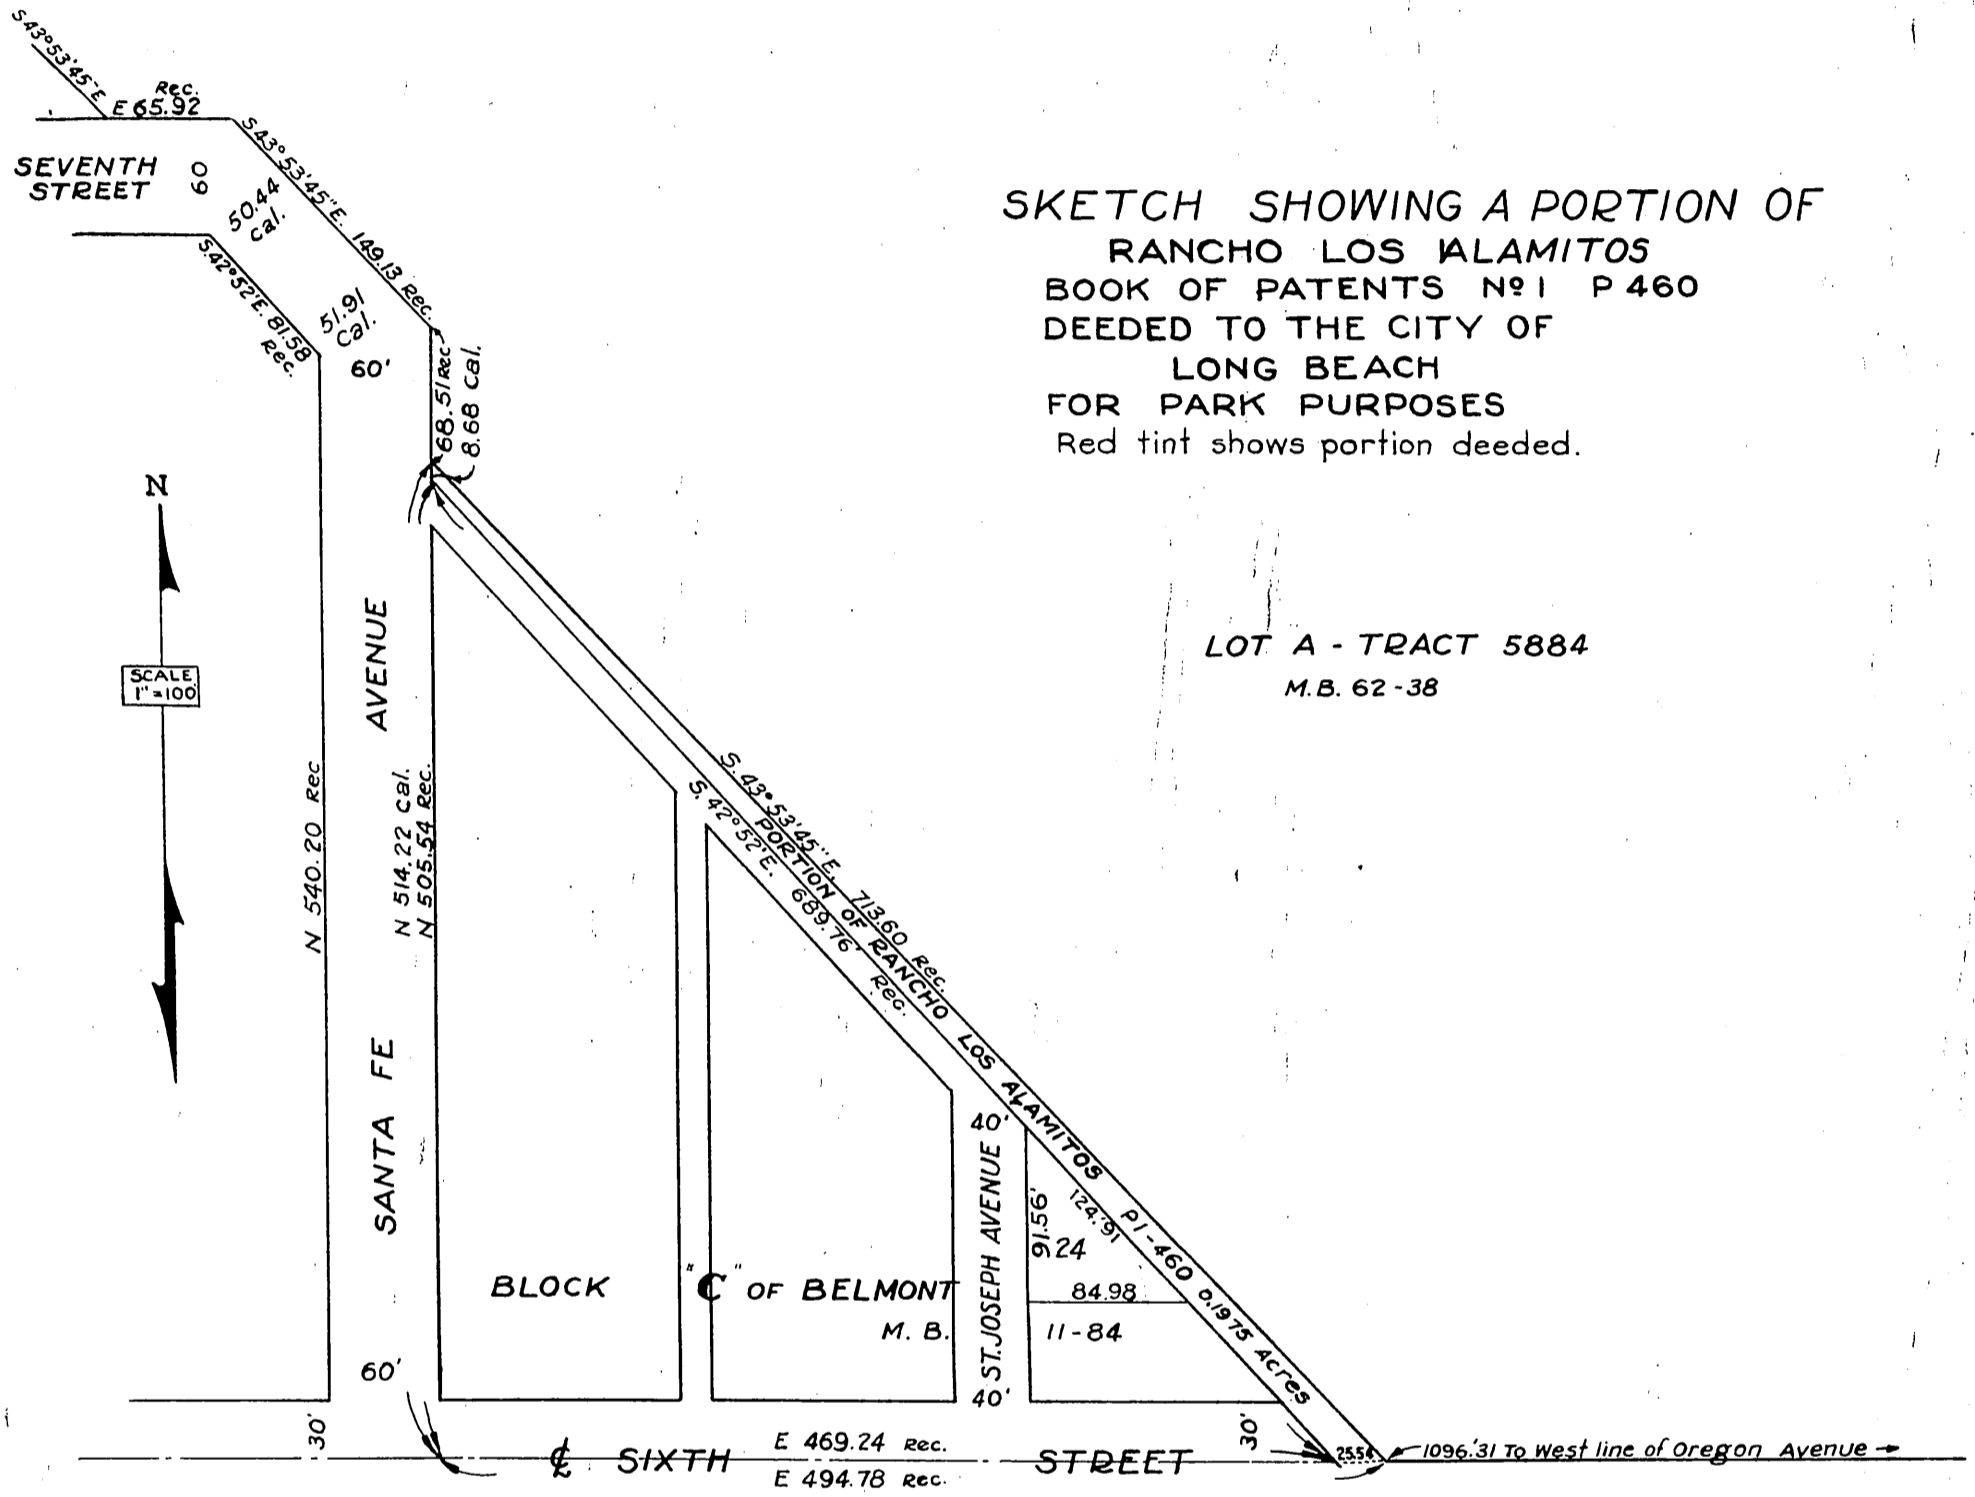 S 43° 53' 45" E
Rec.
E 65.92
SEVENTH
STREET
60
50.44
Cal.
S 43° 53' 45" E. 149.13 Rec.
S. 42° 52' E. 81.58
Rec.
51.91
Cal.
60'
68.51 Rec
8.68 Cal.
SKETCH SHOWING A PORTION OF
RANCHO LOS ALAMITOS
BOOK OF PATENTS Nº 1 P 460
DEEDED TO THE CITY OF
LONG BEACH
FOR PARK PURPOSES
Red tint shows portion deeded.
N
SCALE
1" = 100'
LOT A - TRACT 5884
M.B. 62-38
SANTA FE AVENUE
N 540.20 Rec
N 514.22 Cal.
N 505.54 Rec.
S. 43° 53' 45" E. 713.60 Rec.
PORTION OF RANCHO LOS ALAMITOS P1-460 0.1975 Acres
S. 42° 52' E. 689.76' Rec.
40'
ST. JOSEPH AVENUE
91.56'
124.'91
24
84.98
BLOCK "C" OF BELMONT
M. B. 11-84
60'
40'
30'
30'
E 469.24 Rec.
℄ SIXTH STREET
25.54
1096.'31 To West line of Oregon Avenue
E 494.78 Rec.